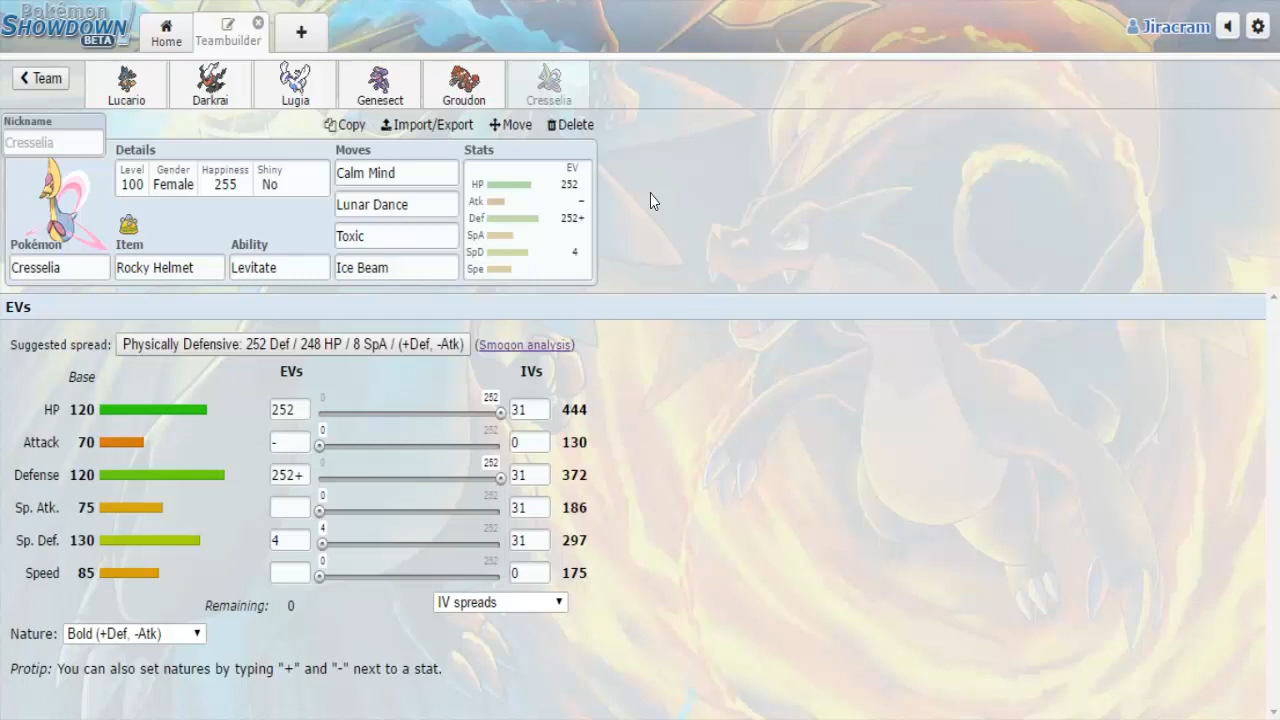 Pokémon
SHOWDOWN
BETA
Home
Teambuilder
+
Jiracram
Team
Lucario
Darkrai
Lugia
Genesect
Groudon
Cresselia
Nickname
Cresselia
Copy Import/Export Move Delete
Details
Level Gender Happiness Shiny
100 Female 255 No
Pokémon Item Ability
Cresselia Rocky Helmet Levitate
Moves
Calm Mind
Lunar Dance
Toxic
Ice Beam
Stats
EV
HP 252
Atk –
Def 252+
SpA
SpD 4
Spe
EVs
Suggested spread: Physically Defensive: 252 Def / 248 HP / 8 SpA / (+Def, -Atk) (Smogon analysis)
Base EVs IVs
0 252
HP 120 252 31 444
0 252
Attack 70 - 0 130
0 252
Defense 120 252+ 31 372
0 252
Sp. Atk. 75 31 186
4 252
Sp. Def. 130 4 31 297
0 252
Speed 85 0 175
Remaining: 0 IV spreads
Nature: Bold (+Def, -Atk)
Protip: You can also set natures by typing "+" and "-" next to a stat.